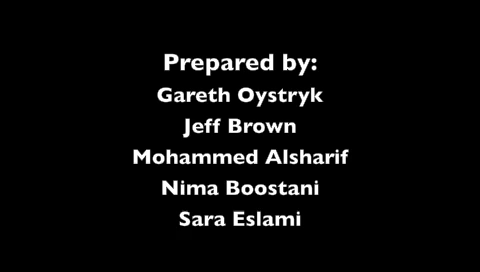 Prepared by:
Gareth Oystryk
Jeff Brown
Mohammed Alsharif
Nima Boostani
Sara Eslami